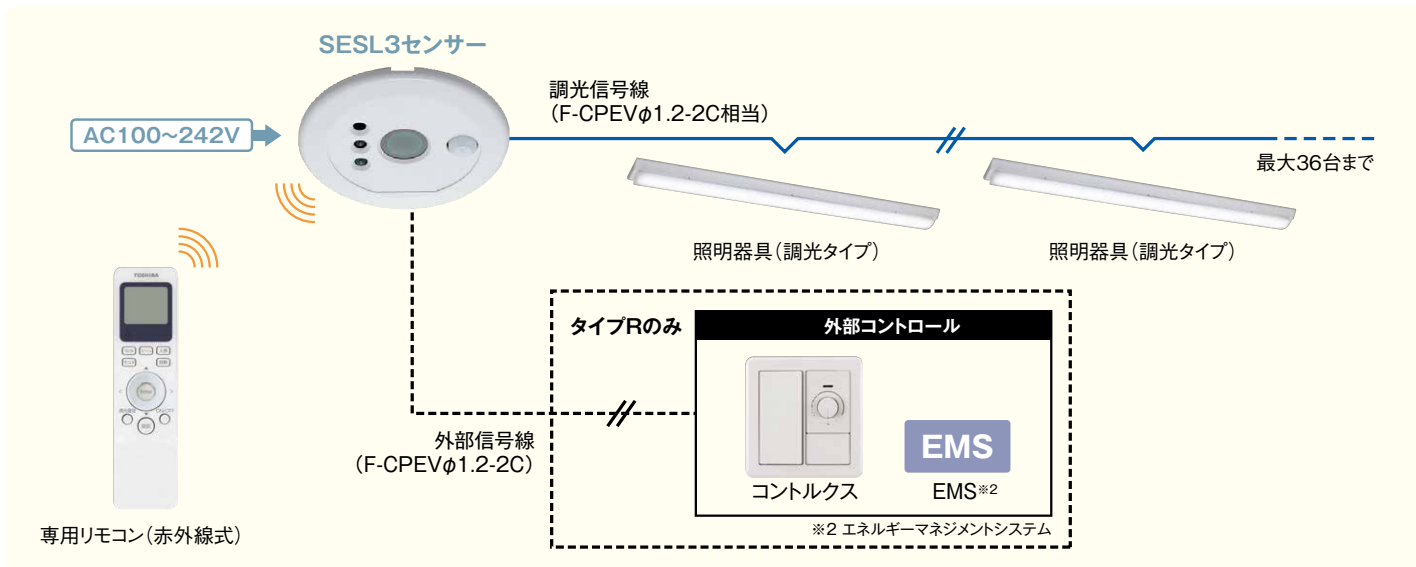 SESL3センサー
AC100~242V
調光信号線
(F-CPEVφ1.2-2C相当)
最大36台まで
照明器具(調光タイプ)
照明器具(調光タイプ)
TOSHIBA
タイプRのみ
外部コントロール
外部信号線
(F-CPEVφ1.2-2C)
EMS
コントルクス
EMS※2
※2 エネルギーマネジメントシステム
専用リモコン(赤外線式)